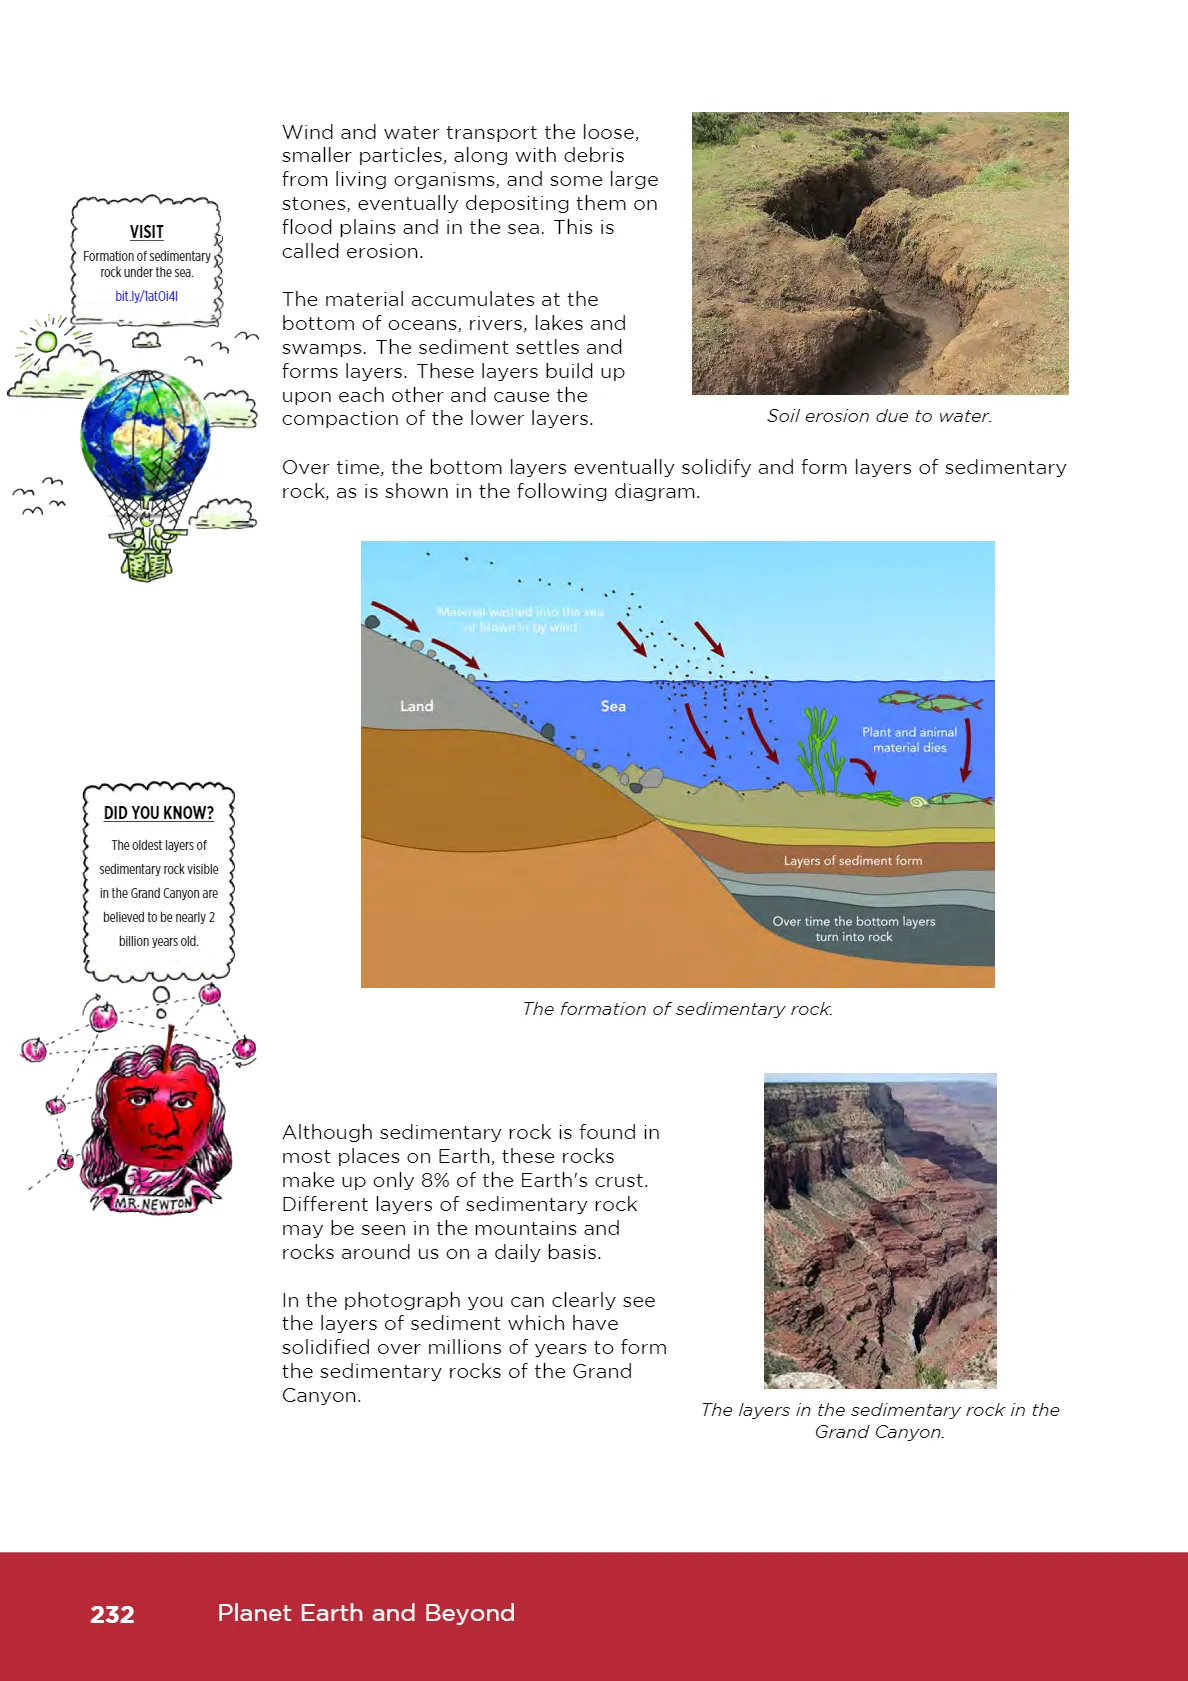 Wind and water transport the loose,
smaller particles, along with debris
from living organisms, and some large
stones, eventually depositing them on
flood plains and in the sea. This is
called erosion.
The material accumulates at the
bottom of oceans, rivers, lakes and
swamps. The sediment settles and
forms layers. These layers build up
upon each other and cause the
compaction of the lower layers.
Soil erosion due to water.
VISIT
Formation of sedimentary
rock under the sea.
bit.ly/1atOi4I
Over time, the bottom layers eventually solidify and form layers of sedimentary
rock, as is shown in the following diagram.
Material washed into the sea
or blown in by wind
Land
Sea
Plant and animal
material dies
Layers of sediment form
Over time the bottom layers
turn into rock
The formation of sedimentary rock.
DID YOU KNOW?
The oldest layers of
sedimentary rock visible
in the Grand Canyon are
believed to be nearly 2
billion years old.
MR. NEWTON
Although sedimentary rock is found in
most places on Earth, these rocks
make up only 8% of the Earth's crust.
Different layers of sedimentary rock
may be seen in the mountains and
rocks around us on a daily basis.
In the photograph you can clearly see
the layers of sediment which have
solidified over millions of years to form
the sedimentary rocks of the Grand
Canyon.
The layers in the sedimentary rock in the
Grand Canyon.
232
Planet Earth and Beyond